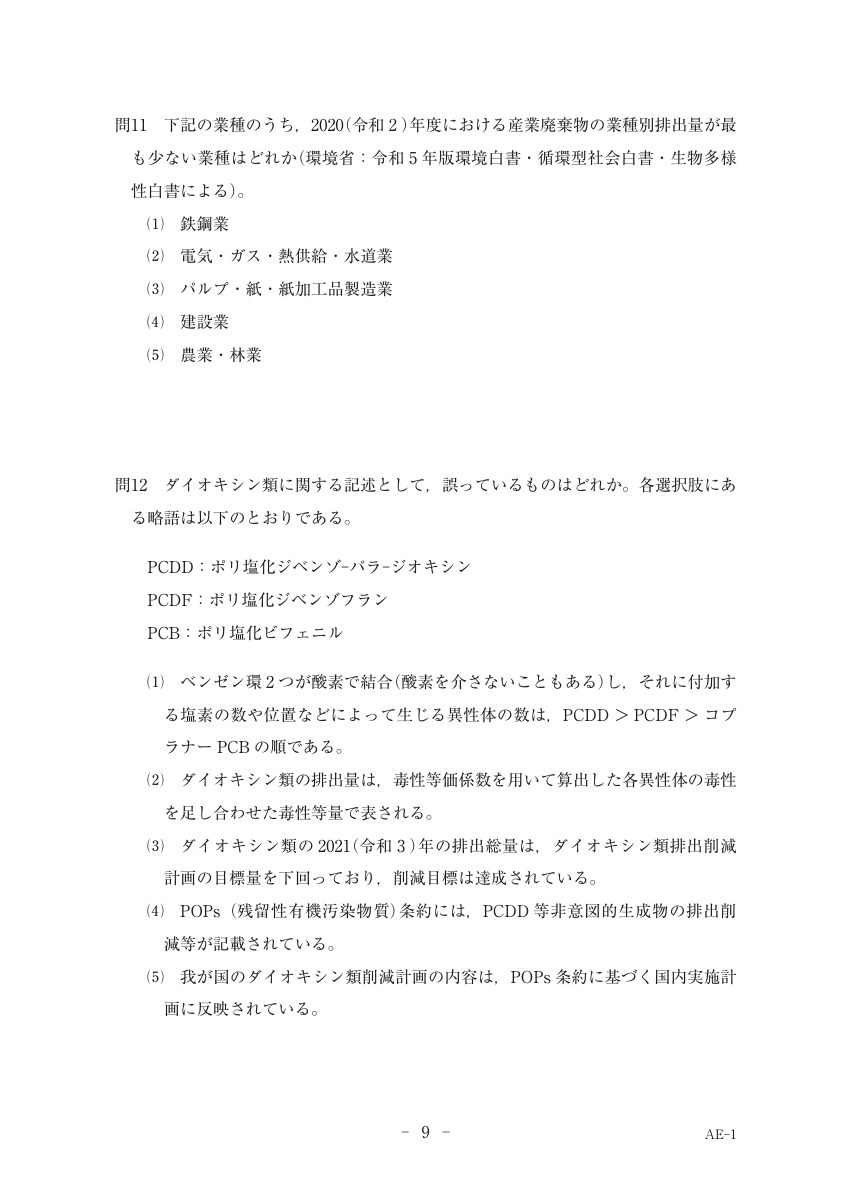 問11　下記の業種のうち，2020(令和２)年度における産業廃棄物の業種別排出量が最
も少ない業種はどれか(環境省：令和５年版環境白書・循環型社会白書・生物多様
性白書による)。
⑴　鉄鋼業
⑵　電気・ガス・熱供給・水道業
⑶　パルプ・紙・紙加工品製造業
⑷　建設業
⑸　農業・林業
問12　ダイオキシン類に関する記述として，誤っているものはどれか。各選択肢にあ
る略語は以下のとおりである。
PCDD：ポリ塩化ジベンゾ−パラ−ジオキシン
PCDF：ポリ塩化ジベンゾフラン
PCB：ポリ塩化ビフェニル
⑴　ベンゼン環２つが酸素で結合(酸素を介さないこともある)し，それに付加す
る塩素の数や位置などによって生じる異性体の数は，PCDD ＞ PCDF ＞ コプ
ラナー PCB の順である。
⑵　ダイオキシン類の排出量は，毒性等価係数を用いて算出した各異性体の毒性
を足し合わせた毒性等量で表される。
⑶　ダイオキシン類の 2021(令和３)年の排出総量は，ダイオキシン類排出削減
計画の目標量を下回っており，削減目標は達成されている。
⑷　POPs（残留性有機汚染物質)条約には，PCDD 等非意図的生成物の排出削
減等が記載されている。
⑸　我が国のダイオキシン類削減計画の内容は，POPs 条約に基づく国内実施計
画に反映されている。
- 9 -
AE−1